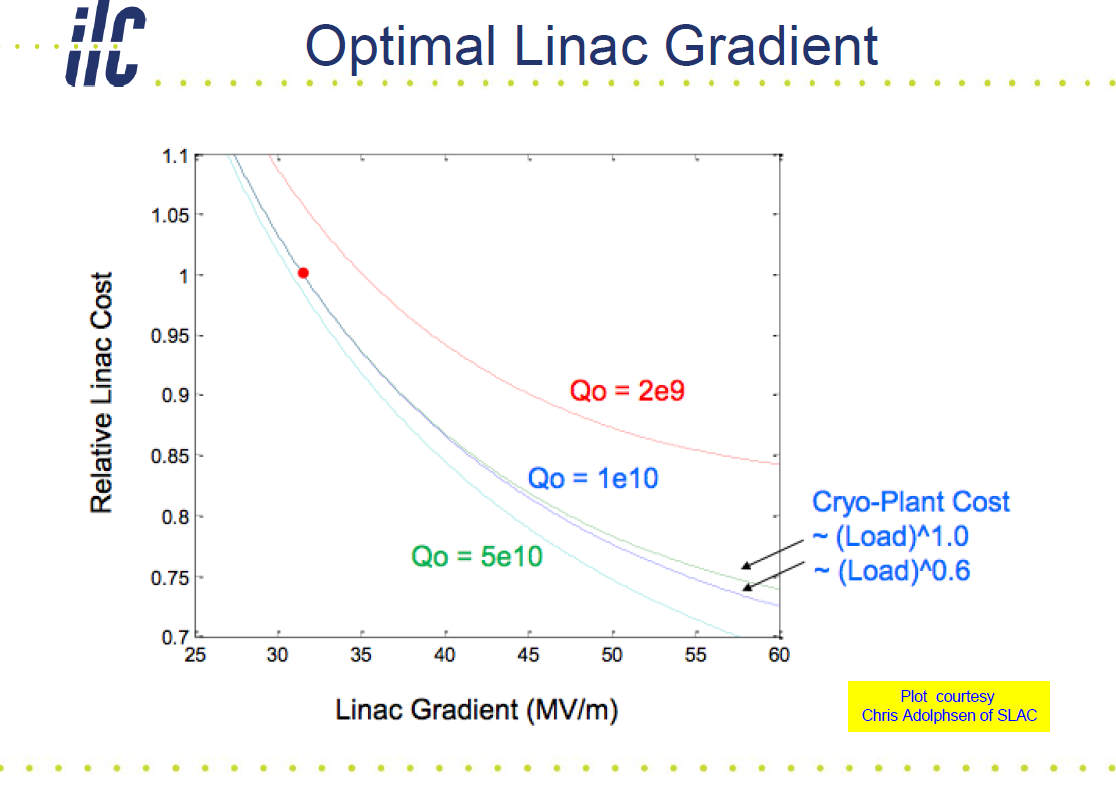 ilc
Optimal Linac Gradient
1.1
1.05
1
0.95
0.9
0.85
0.8
0.75
0.7
Relative Linac Cost
Qo = 2e9
Qo = 1e10
Qo = 5e10
Cryo-Plant Cost
~ (Load)^1.0
~ (Load)^0.6
25 30 35 40 45 50 55 60
Linac Gradient (MV/m)
Plot courtesy
Chris Adolphsen of SLAC